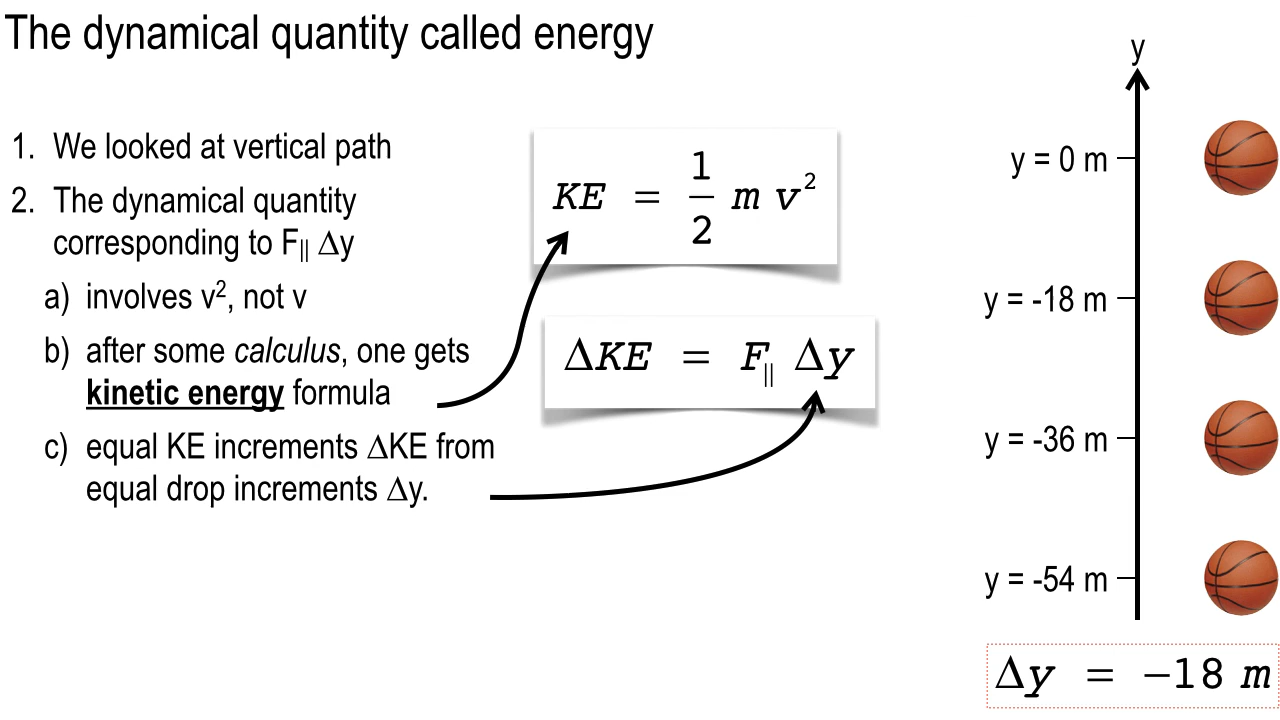 The dynamical quantity called energy
1. We looked at vertical path
2. The dynamical quantity
corresponding to F|| Δy
a) involves v², not v
b) after some calculus, one gets
kinetic energy formula
c) equal KE increments ΔKE from
equal drop increments Δy.
KE = 1/2 m v²
ΔKE = F|| Δy
y
y = 0 m
y = -18 m
y = -36 m
y = -54 m
Δy = −18 m